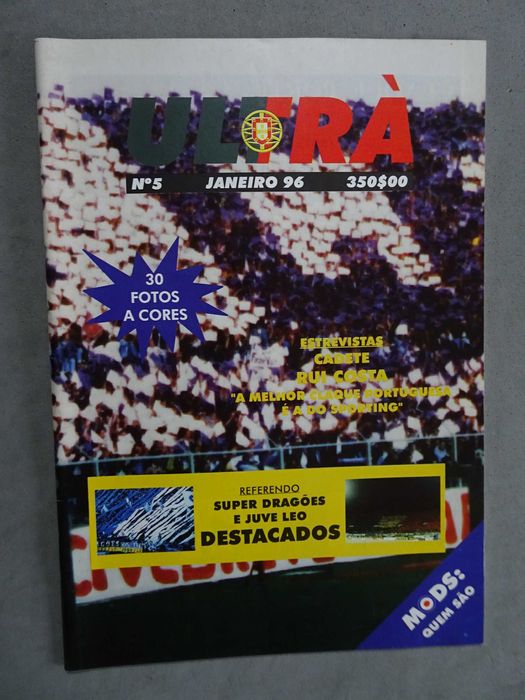 ULTRÀ
Nº5 JANEIRO 96 350$00
30
FOTOS
A CORES
ESTREVISTAS
CADETE
RUI COSTA
"A MELHOR CLAQUE PORTUGUESA
É A DO SPORTING"
REFERENDO
SUPER DRAGÕES
E JUVE LEO
DESTACADOS
MODS:
QUEM SÃO